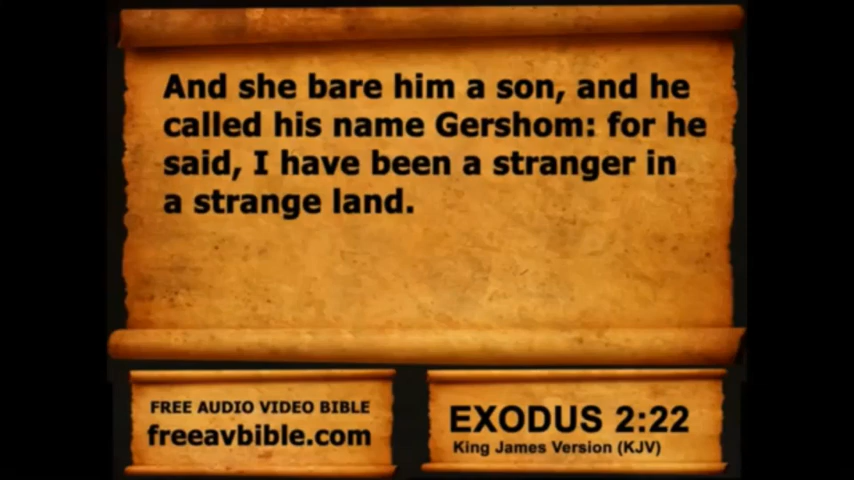 And she bare him a son, and he
called his name Gershom: for he
said, I have been a stranger in
a strange land.
FREE AUDIO VIDEO BIBLE
freeavbible.com
EXODUS 2:22
King James Version (KJV)